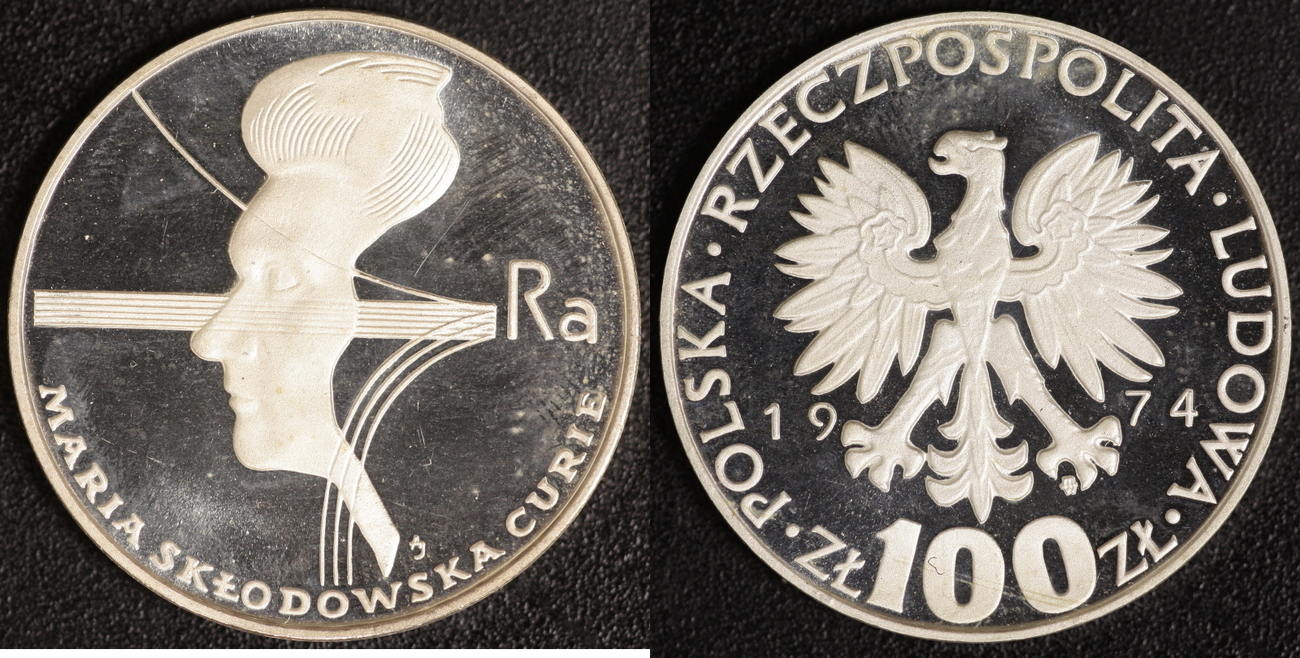 Ra
MARIA SKŁODOWSKA CURIE
POLSKA · RZECZPOSPOLITA · LUDOWA ·
19 74
ZŁ 100 ZŁ